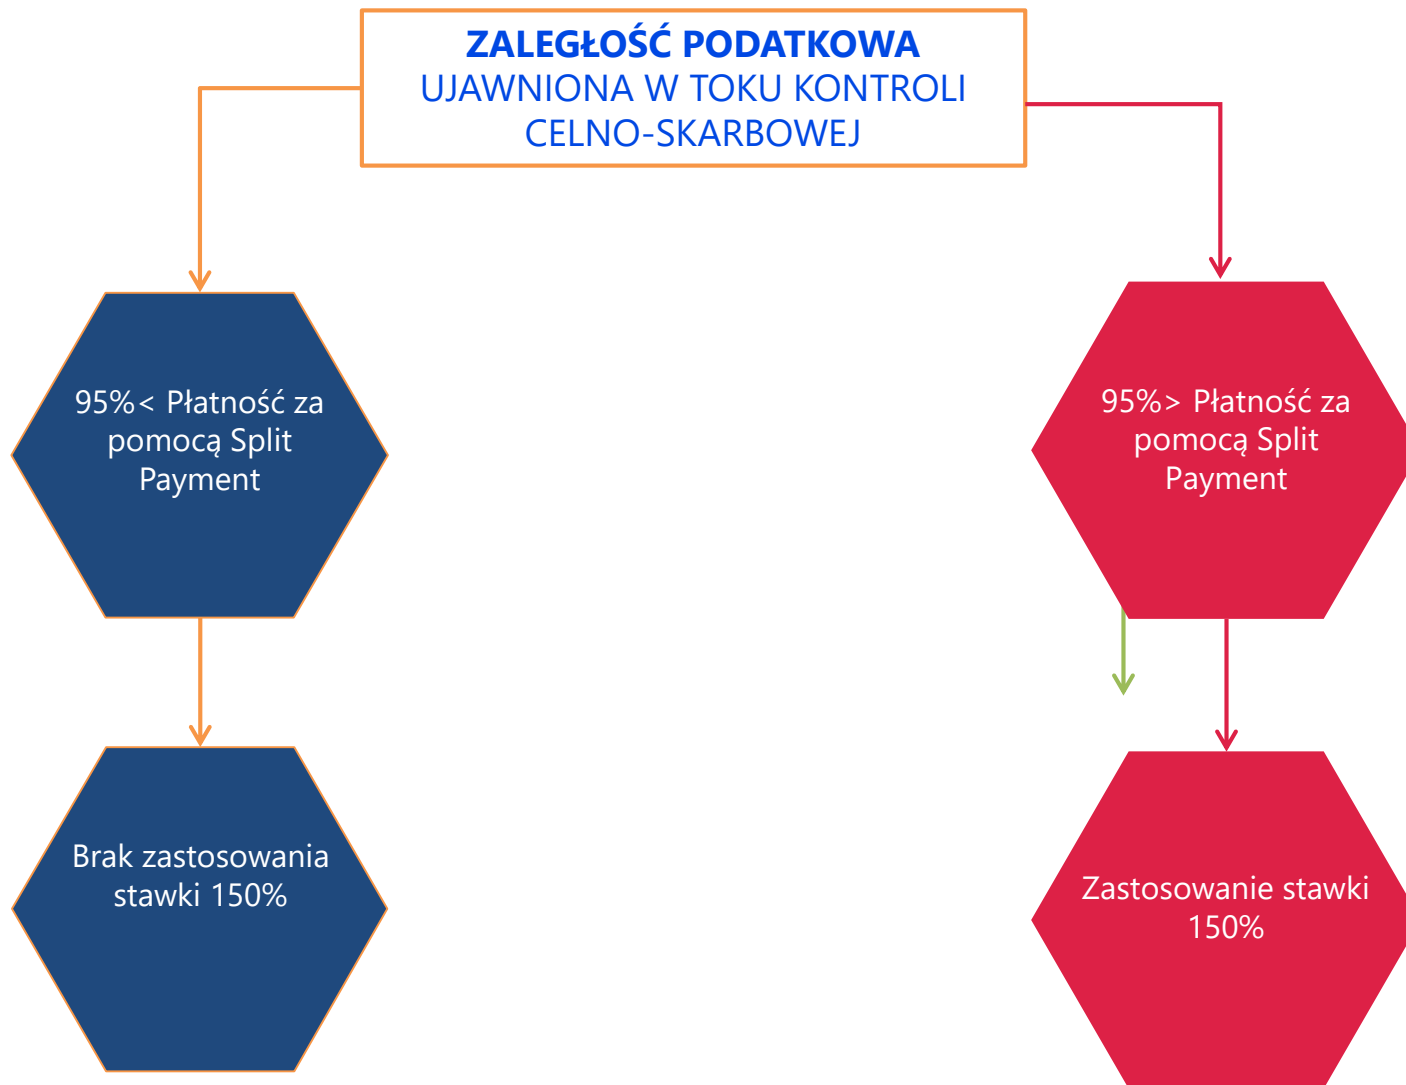 ZALEGŁOŚĆ PODATKOWA
UJAWNIONA W TOKU KONTROLI
CELNO-SKARBOWEJ
95%< Płatność za
pomocą Split
Payment
95%> Płatność za
pomocą Split
Payment
Brak zastosowania
stawki 150%
Zastosowanie stawki
150%